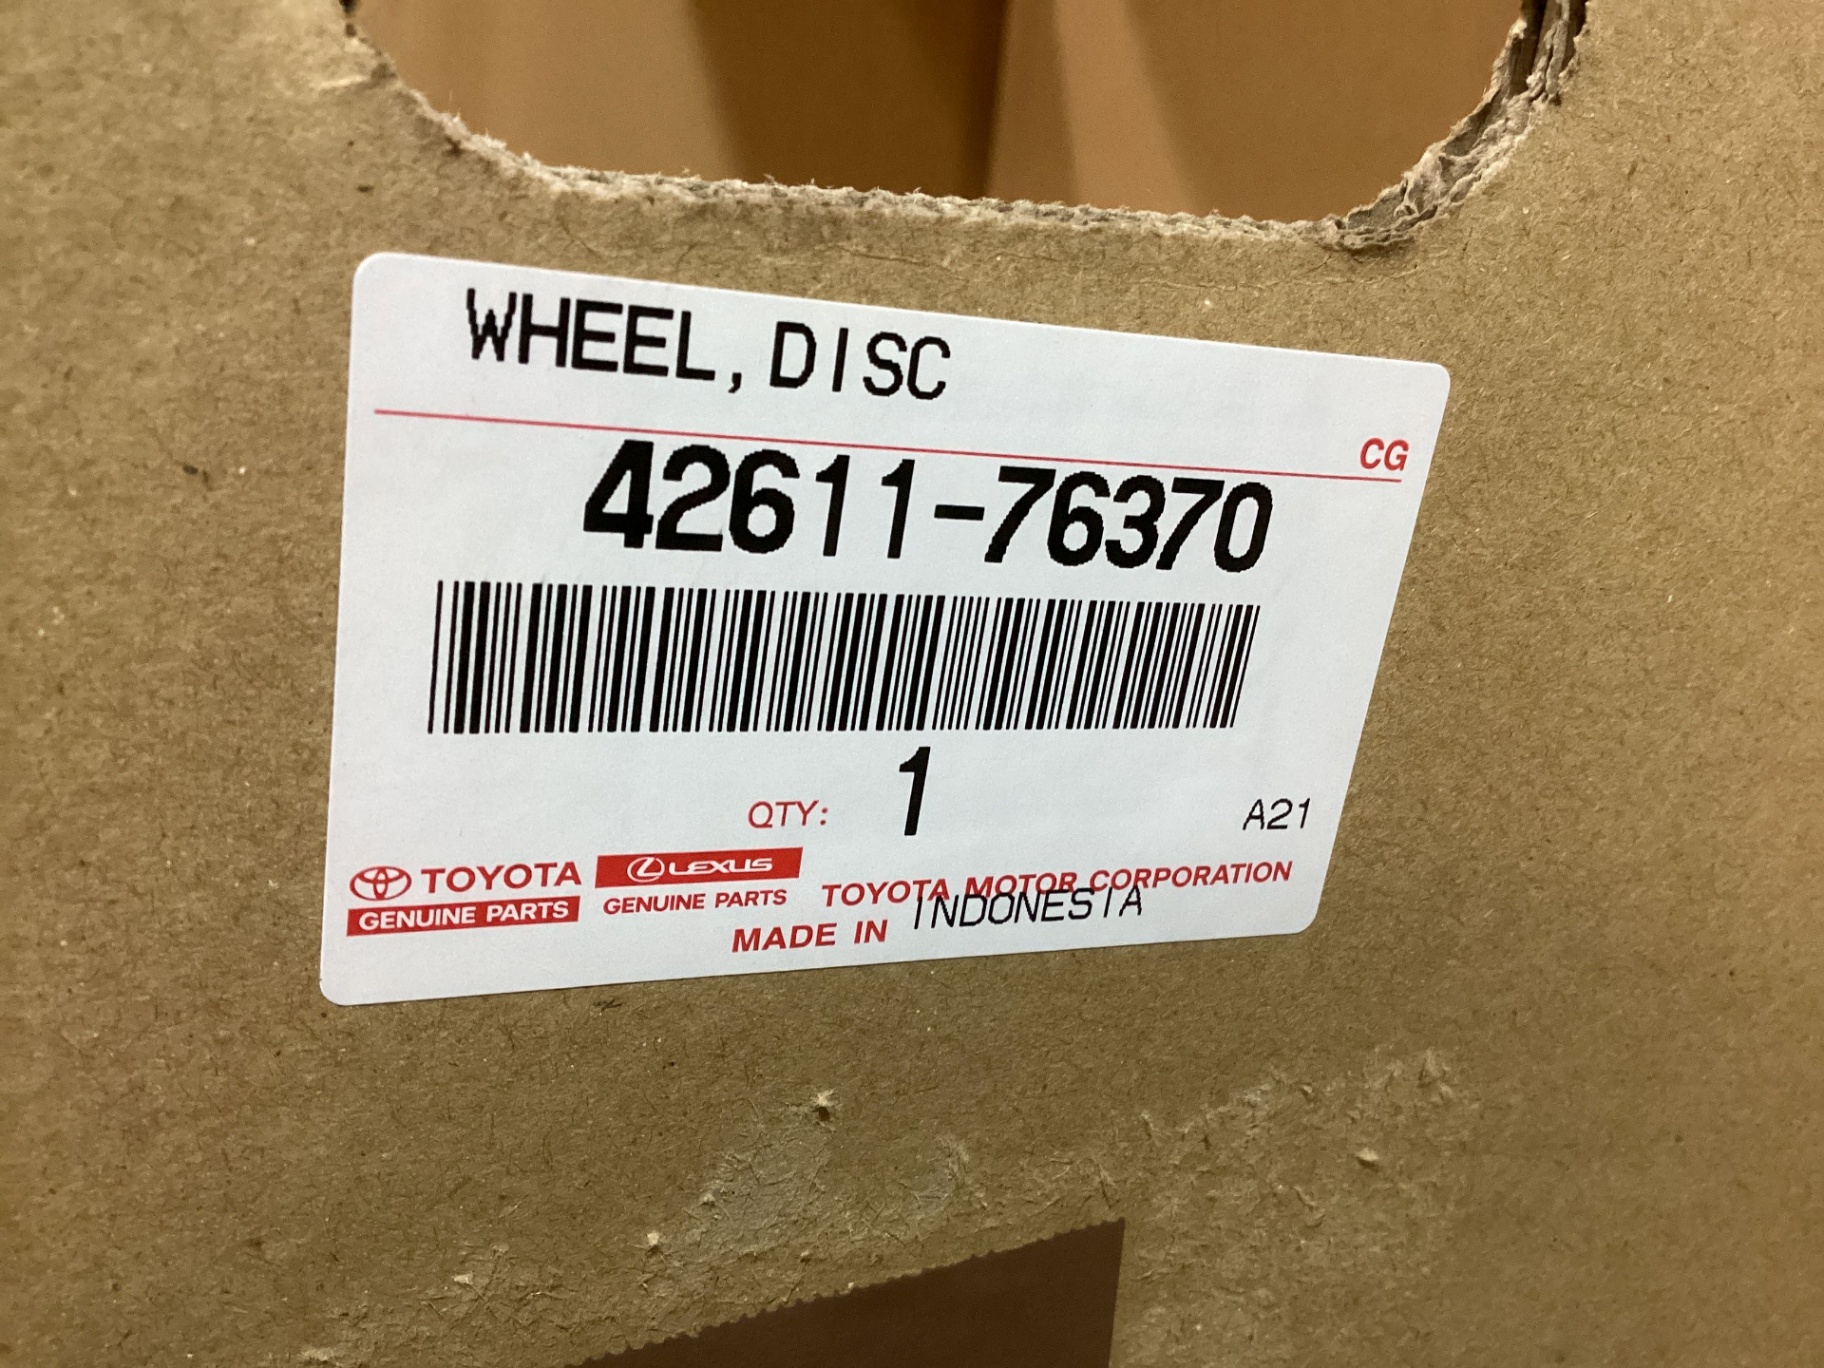 WHEEL, DISC
CG
42611-76370
QTY: 1
A21
TOYOTA LEXUS
GENUINE PARTS GENUINE PARTS TOYOTA MOTOR CORPORATION
MADE IN INDONESIA